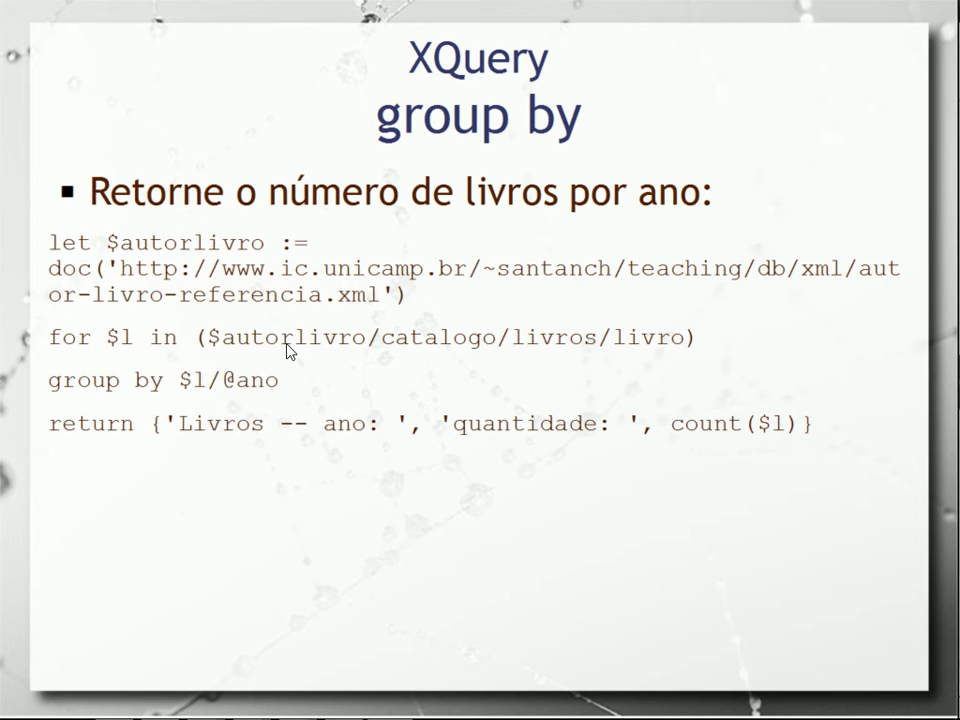 XQuery
group by
▪ Retorne o número de livros por ano:
let $autorlivro :=
doc('http://www.ic.unicamp.br/~santanch/teaching/db/xml/aut
or-livro-referencia.xml')
for $l in ($autorlivro/catalogo/livros/livro)
group by $l/@ano
return {'Livros -- ano: ', 'quantidade: ', count($l)}